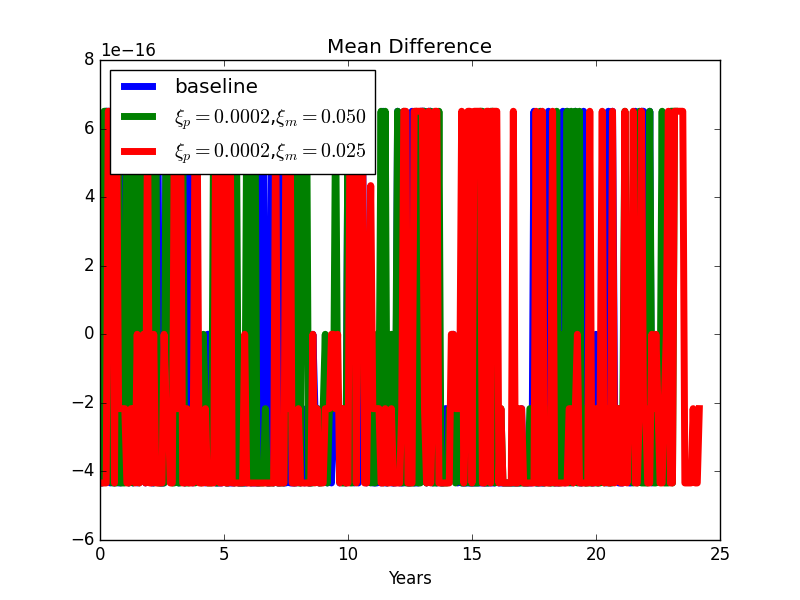 Mean Difference
1e−16
8
6
4
2
0
−2
−4
−6
baseline
ξₚ = 0.0002,ξₘ = 0.050
ξₚ = 0.0002,ξₘ = 0.025
0 5 10 15 20 25
Years